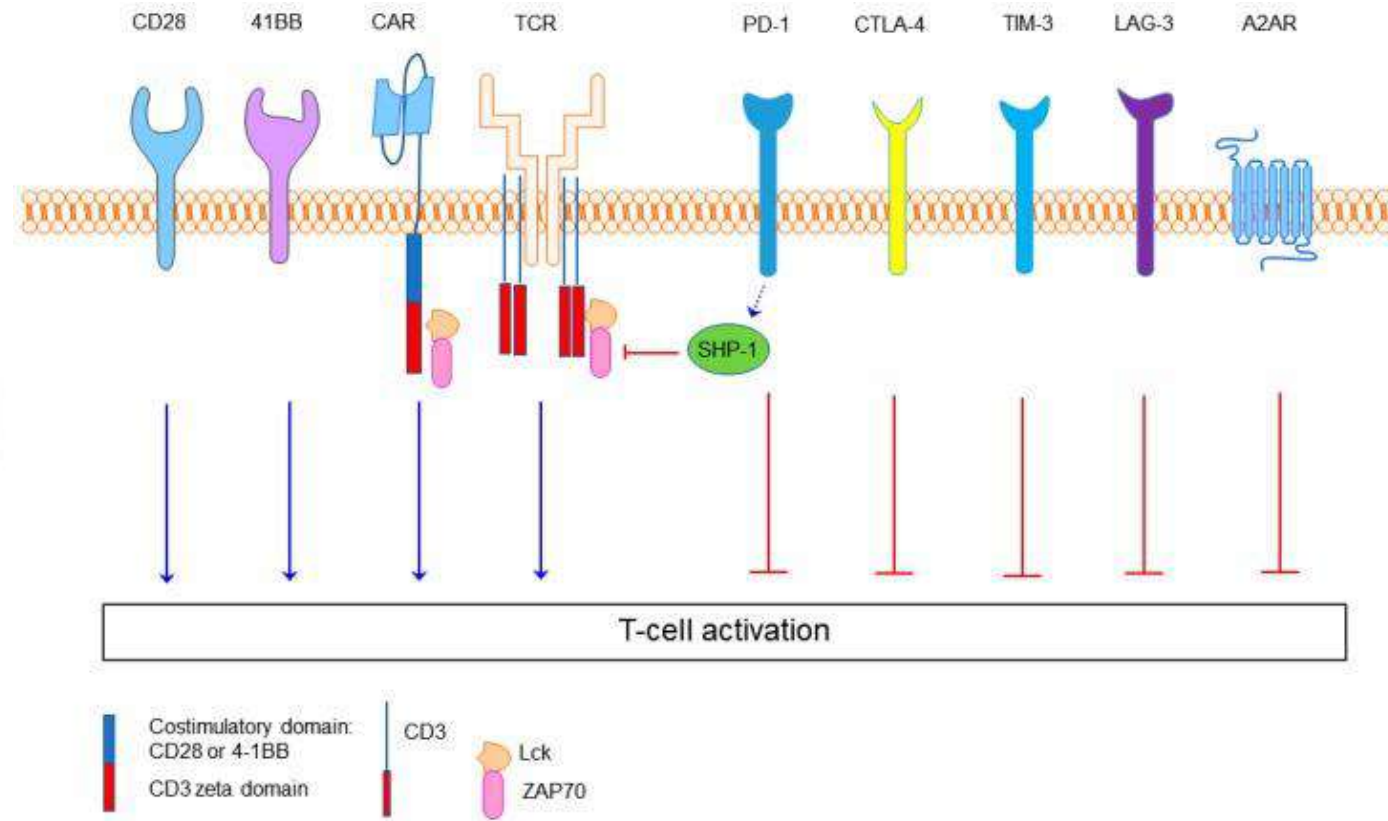 CD28 41BB CAR TCR PD-1 CTLA-4 TIM-3 LAG-3 A2AR
SHP-1
T-cell activation
Costimulatory domain:
CD28 or 4-1BB
CD3 zeta domain
CD3
Lck
ZAP70